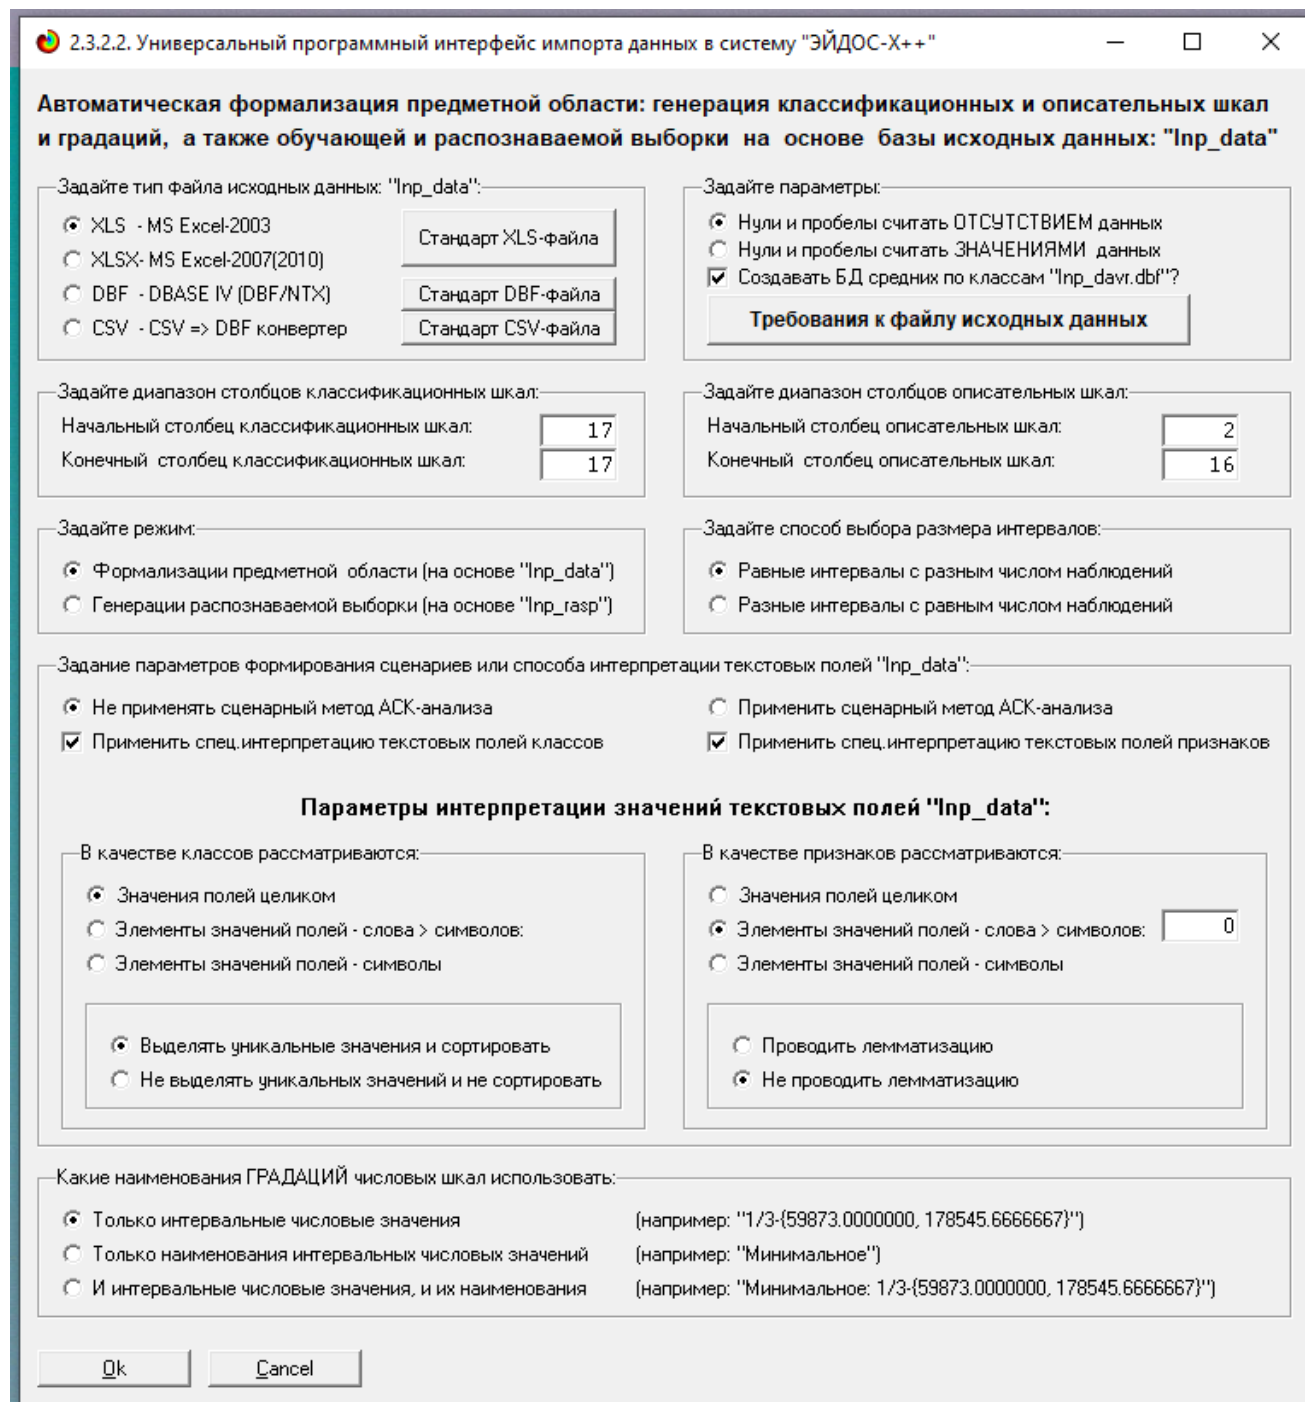 2.3.2.2. Универсальный программный интерфейс импорта данных в систему "ЭЙДОС-X++"
Автоматическая формализация предметной области: генерация классификационных и описательных шкал
и градаций, а также обучающей и распознаваемой выборки на основе базы исходных данных: "Inp_data"
Задайте тип файла исходных данных: "Inp_data":
XLS - MS Excel-2003
Стандарт XLS-файла
XLSX- MS Excel-2007(2010)
DBF - DBASE IV (DBF/NTX)
Стандарт DBF-файла
CSV - CSV => DBF конвертер
Стандарт CSV-файла
Задайте параметры:
Нули и пробелы считать ОТСУТСТВИЕМ данных
Нули и пробелы считать ЗНАЧЕНИЯМИ данных
Создавать БД средних по классам "Inp_davr.dbf"?
Требования к файлу исходных данных
Задайте диапазон столбцов классификационных шкал:
Начальный столбец классификационных шкал: 17
Конечный столбец классификационных шкал: 17
Задайте диапазон столбцов описательных шкал:
Начальный столбец описательных шкал: 2
Конечный столбец описательных шкал: 16
Задайте режим:
Формализации предметной области (на основе "Inp_data")
Генерации распознаваемой выборки (на основе "Inp_rasp")
Задайте способ выбора размера интервалов:
Равные интервалы с разным числом наблюдений
Разные интервалы с равным числом наблюдений
Задание параметров формирования сценариев или способа интерпретации текстовых полей "Inp_data":
Не применять сценарный метод АСК-анализа
Применить сценарный метод АСК-анализа
Применить спец.интерпретацию текстовых полей классов
Применить спец.интерпретацию текстовых полей признаков
Параметры интерпретации значений текстовых полей "Inp_data":
В качестве классов рассматриваются:
Значения полей целиком
Элементы значений полей - слова > символов:
Элементы значений полей - символы
Выделять уникальные значения и сортировать
Не выделять уникальных значений и не сортировать
В качестве признаков рассматриваются:
Значения полей целиком
Элементы значений полей - слова > символов: 0
Элементы значений полей - символы
Проводить лемматизацию
Не проводить лемматизацию
Какие наименования ГРАДАЦИЙ числовых шкал использовать:
Только интервальные числовые значения (например: "1/3-{59873.0000000, 178545.6666667}")
Только наименования интервальных числовых значений (например: "Минимальное")
И интервальные числовые значения, и их наименования (например: "Минимальное: 1/3-{59873.0000000, 178545.6666667}")
Ok
Cancel